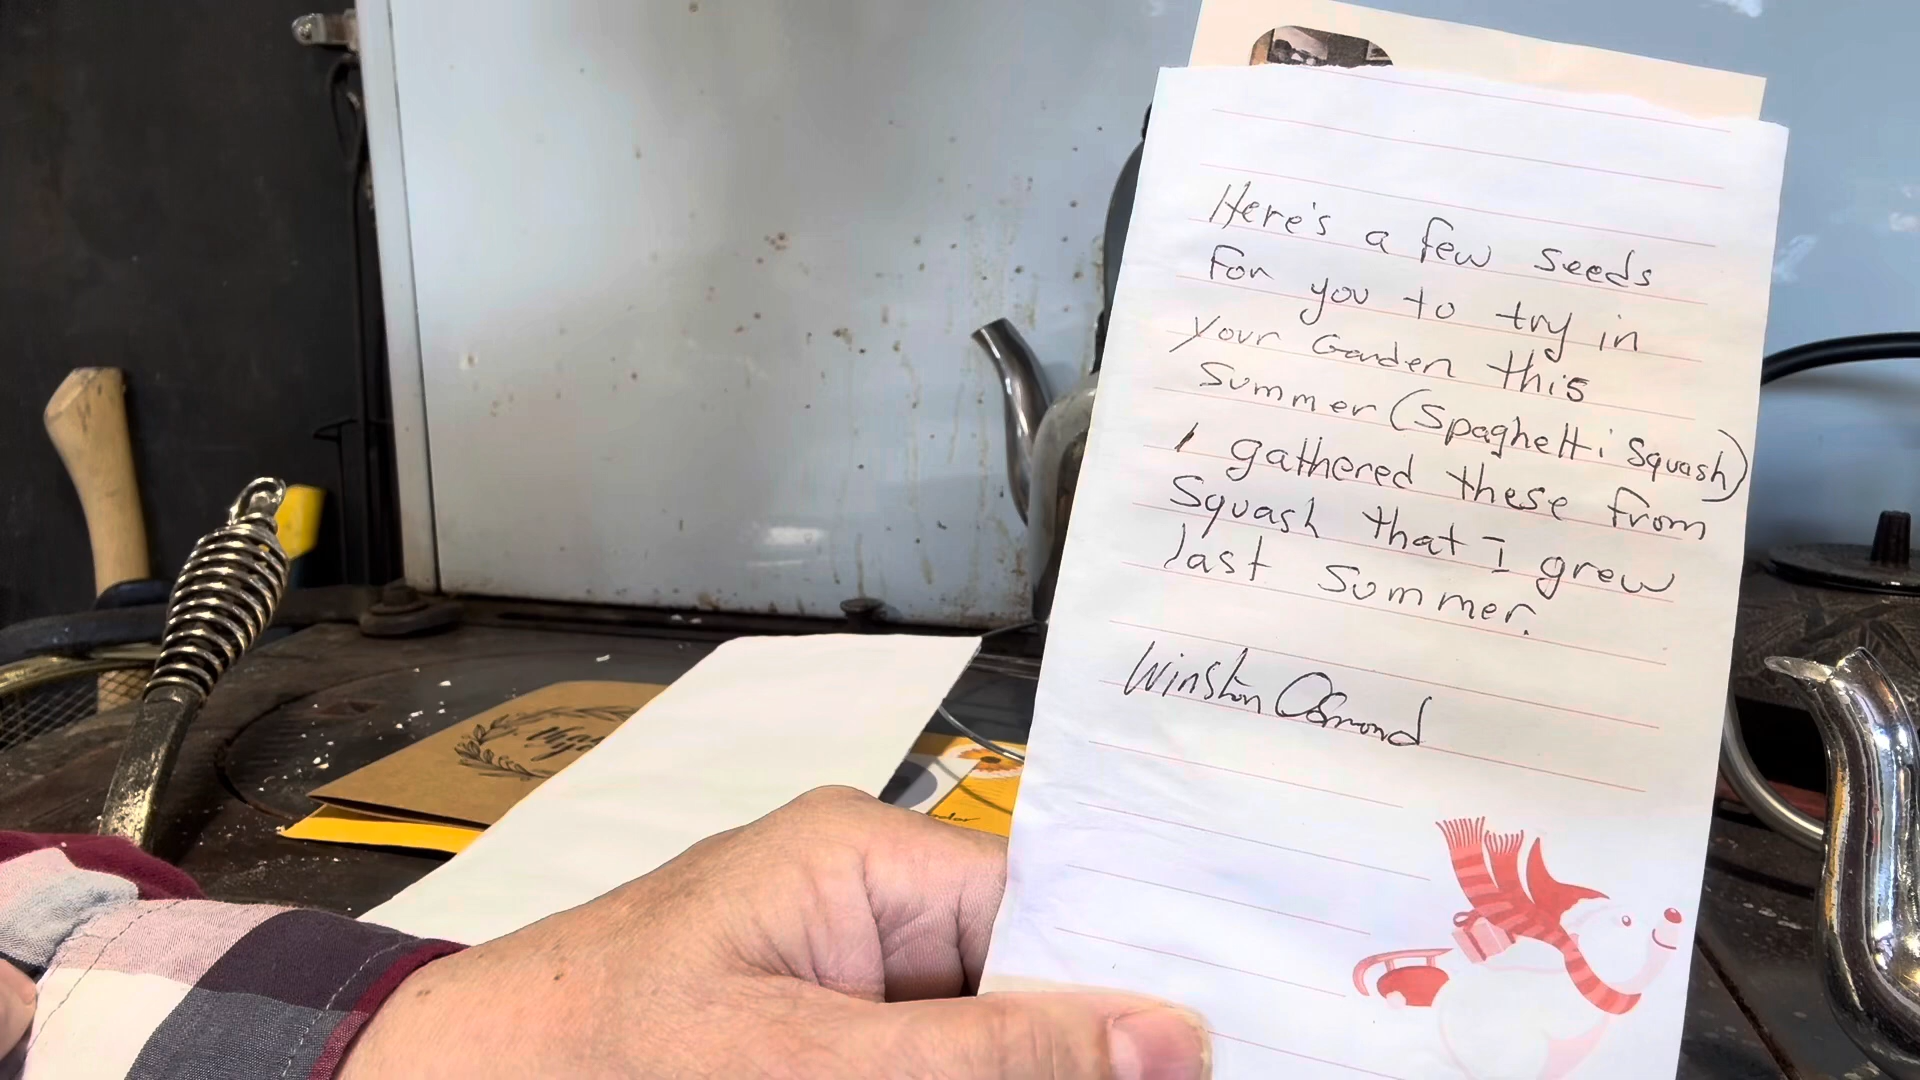 Here's a few seeds
for you to try in
your Garden this
summer (Spaghetti Squash)
I gathered these from
squash that I grew
last summer.
Winston Osmond